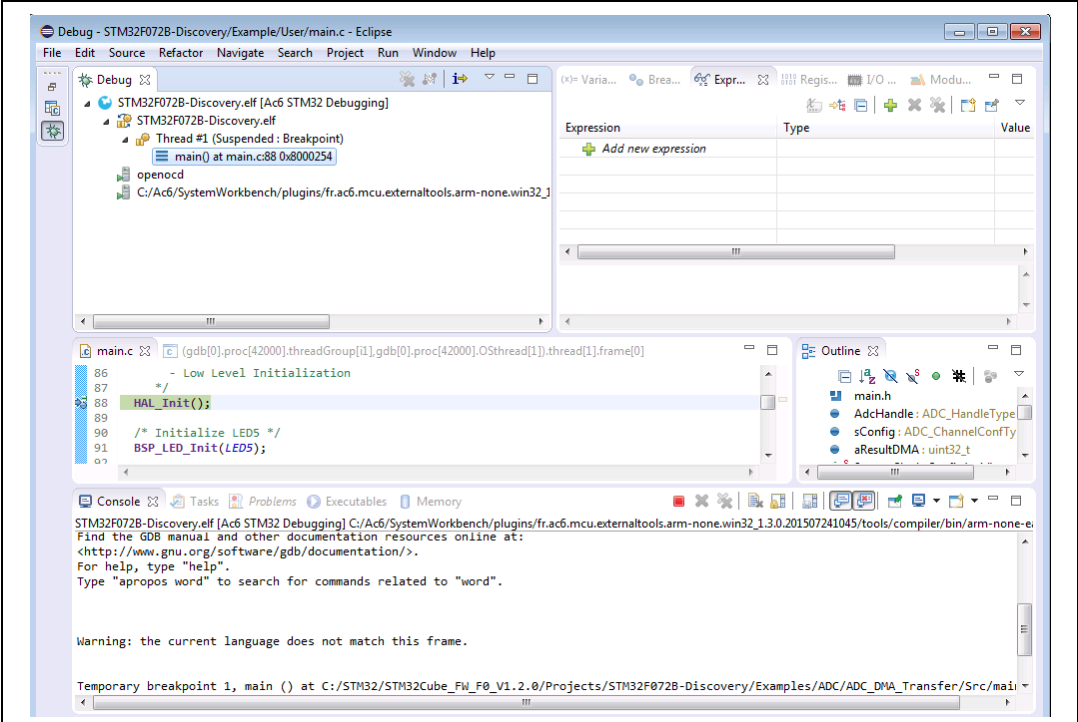 Debug - STM32F072B-Discovery/Example/User/main.c - Eclipse
File Edit Source Refactor Navigate Search Project Run Window Help
Debug
STM32F072B-Discovery.elf [Ac6 STM32 Debugging]
STM32F072B-Discovery.elf
Thread #1 (Suspended : Breakpoint)
main() at main.c:88 0x8000254
openocd
C:/Ac6/SystemWorkbench/plugins/fr.ac6.mcu.externaltools.arm-none.win32_1
(x)= Varia... Brea... Expr... Regis... I/O ... Modu...
Expression Type Value
Add new expression
main.c (gdb[0].proc[42000].threadGroup[i1],gdb[0].proc[42000].OSthread[1]).thread[1].frame[0]
86 - Low Level Initialization
87 */
88 HAL_Init();
89
90 /* Initialize LED5 */
91 BSP_LED_Init(LED5);
92
Outline
main.h
AdcHandle : ADC_HandleType
sConfig : ADC_ChannelConfTy
aResultDMA : uint32_t
Console Tasks Problems Executables Memory
STM32F072B-Discovery.elf [Ac6 STM32 Debugging] C:/Ac6/SystemWorkbench/plugins/fr.ac6.mcu.externaltools.arm-none.win32_1.3.0.201507241045/tools/compiler/bin/arm-none-ea
Find the GDB manual and other documentation resources online at:
<http://www.gnu.org/software/gdb/documentation/>.
For help, type "help".
Type "apropos word" to search for commands related to "word".
Warning: the current language does not match this frame.
Temporary breakpoint 1, main () at C:/STM32/STM32Cube_FW_F0_V1.2.0/Projects/STM32F072B-Discovery/Examples/ADC/ADC_DMA_Transfer/Src/mai